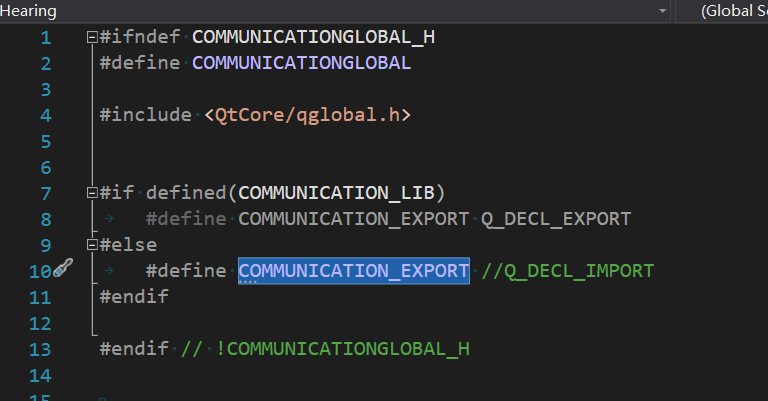 Hearing (Global S
1 #ifndef COMMUNICATIONGLOBAL_H
2 #define COMMUNICATIONGLOBAL
3
4 #include <QtCore/qglobal.h>
5
6
7 #if defined(COMMUNICATION_LIB)
8 #define COMMUNICATION_EXPORT Q_DECL_EXPORT
9 #else
10 #define COMMUNICATION_EXPORT //Q_DECL_IMPORT
11 #endif
12
13 #endif // !COMMUNICATIONGLOBAL_H
14
15